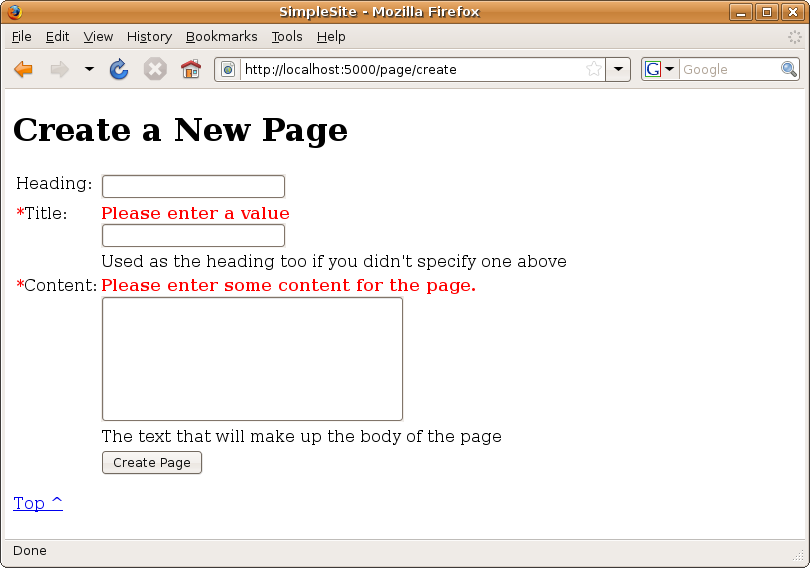 SimpleSite - Mozilla Firefox
File Edit View History Bookmarks Tools Help
http://localhost:5000/page/create G Google
Create a New Page
Heading:
*Title: Please enter a value
Used as the heading too if you didn't specify one above
*Content: Please enter some content for the page.
The text that will make up the body of the page
Create Page
Top ^
Done